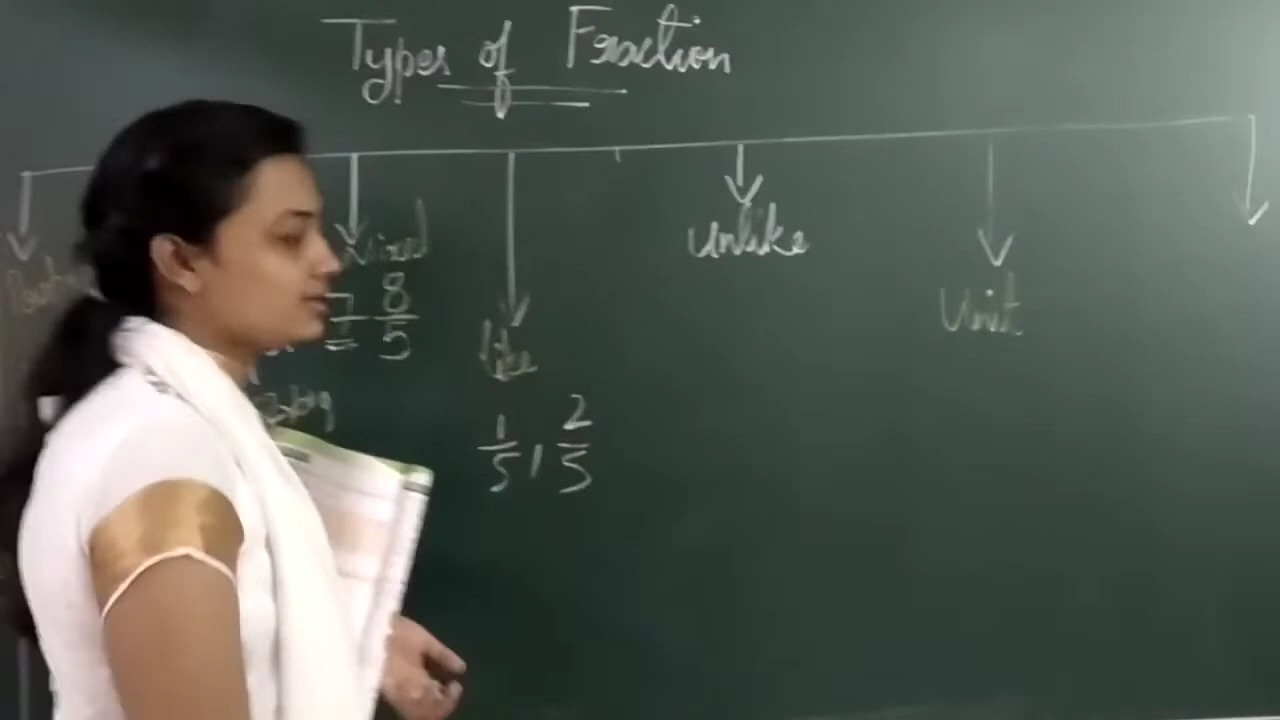 Types of Fraction
Mixed
Unlike
Unit
Like
8
5
1/5, 2/5